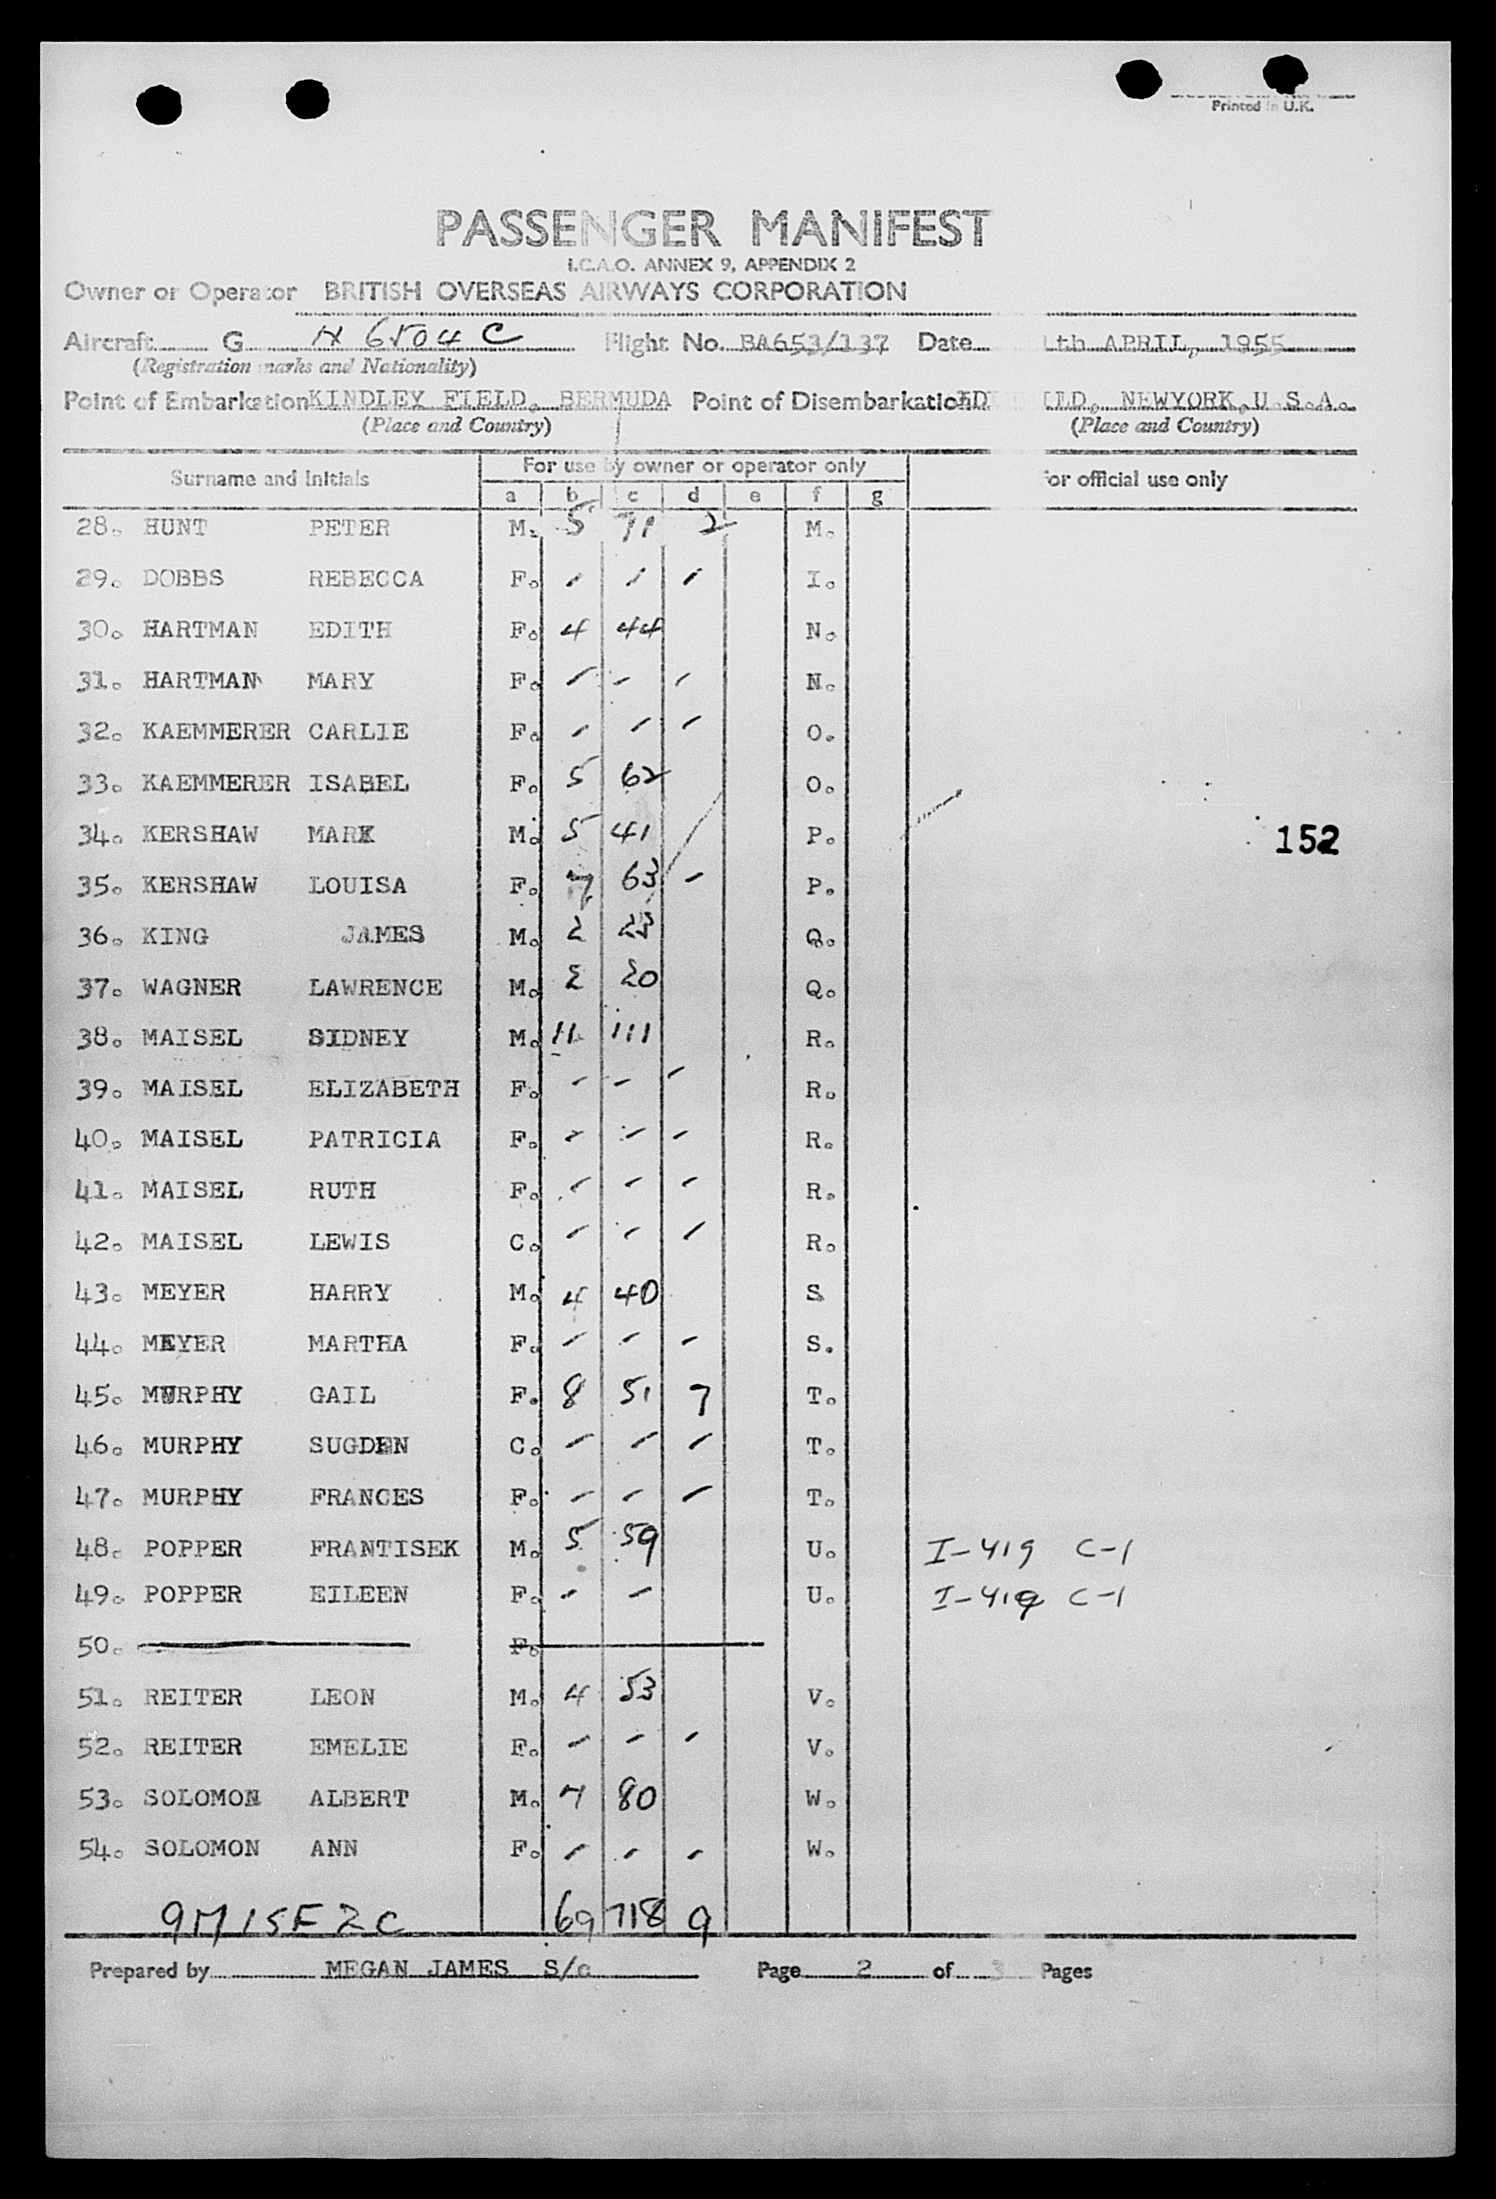 Printed in U.K.
PASSENGER MANIFEST
I.C.A.O. ANNEX 9, APPENDIX 2
Owner or Operator BRITISH OVERSEAS AIRWAYS CORPORATION
Aircraft G N 6504 C Flight No. BA653/137 Date 1th APRIL, 1955
(Registration marks and Nationality)
Point of Embarkation KINDLEY FIELD, BERMUDA Point of Disembarkation ID LD, NEWYORK, U.S.A.
(Place and Country) (Place and Country)
Surname and Initials For use by owner or operator only or official use only
a b c d e f g
28. HUNT PETER M. 5 71 2 M.
29. DOBBS REBECCA F. - - - I.
30. HARTMAN EDITH F. 4 44 N.
31. HARTMAN MARY F. - - - N.
32. KAEMMERER CARLIE F. - - - O.
33. KAEMMERER ISABEL F. 5 62 O.
34. KERSHAW MARK M. 5 41 P.
152
35. KERSHAW LOUISA F. 7 63 - P.
36. KING JAMES M. 2 23 Q.
37. WAGNER LAWRENCE M. 2 20 Q.
38. MAISEL SIDNEY M. 11 111 R.
39. MAISEL ELIZABETH F. - - - R.
40. MAISEL PATRICIA F. - - - R.
41. MAISEL RUTH F. - - - R.
42. MAISEL LEWIS C. - - - R.
43. MEYER HARRY M. 4 40 S
44. MEYER MARTHA F. - - - S.
45. MURPHY GAIL F. 8 51 7 T.
46. MURPHY SUGDEN C. - - - T.
47. MURPHY FRANCES F. - - - T.
48. POPPER FRANTISEK M. 5 59 U. I-419 C-1
49. POPPER EILEEN F. - - U. I-419 C-1
50. F.
51. REITER LEON M. 4 53 V.
52. REITER EMELIE F. - - - V.
53. SOLOMON ALBERT M. 7 80 W.
54. SOLOMON ANN F. - - - W.
9M 15F 2C 69 718 9
Prepared by MEGAN JAMES S/c Page 2 of 3 Pages